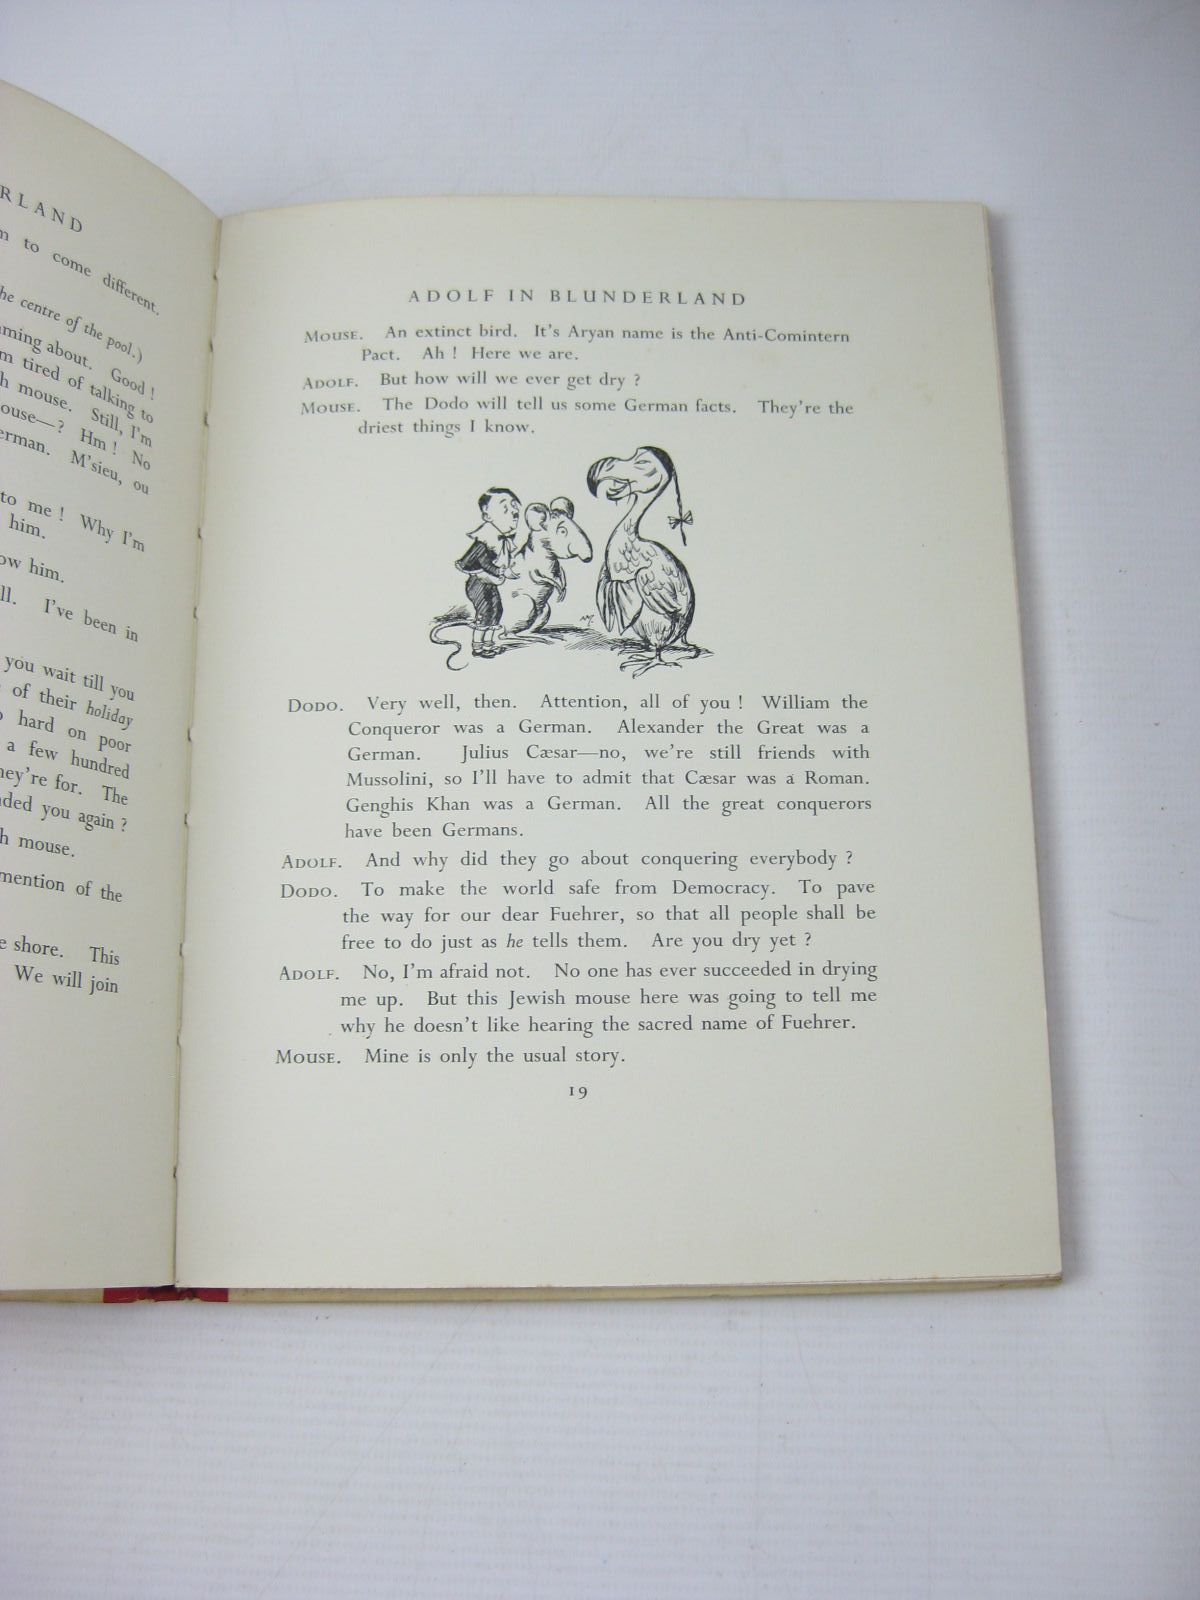 RLAND
m to come different.
he centre of the pool.)
ming about. Good !
m tired of talking to
h mouse. Still, I'm
ouse—? Hm ! No
erman. M'sieu, ou
to me ! Why I'm
him.
ow him.
ll. I've been in
you wait till you
of their holiday
hard on poor
a few hundred
hey're for. The
ded you again ?
h mouse.
mention of the
e shore. This
We will join
ADOLF IN BLUNDERLAND
MOUSE. An extinct bird. It's Aryan name is the Anti-Comintern
Pact. Ah ! Here we are.
ADOLF. But how will we ever get dry ?
MOUSE. The Dodo will tell us some German facts. They're the
driest things I know.
DODO. Very well, then. Attention, all of you ! William the
Conqueror was a German. Alexander the Great was a
German. Julius Cæsar—no, we're still friends with
Mussolini, so I'll have to admit that Cæsar was a Roman.
Genghis Khan was a German. All the great conquerors
have been Germans.
ADOLF. And why did they go about conquering everybody ?
DODO. To make the world safe from Democracy. To pave
the way for our dear Fuehrer, so that all people shall be
free to do just as he tells them. Are you dry yet ?
ADOLF. No, I'm afraid not. No one has ever succeeded in drying
me up. But this Jewish mouse here was going to tell me
why he doesn't like hearing the sacred name of Fuehrer.
MOUSE. Mine is only the usual story.
19